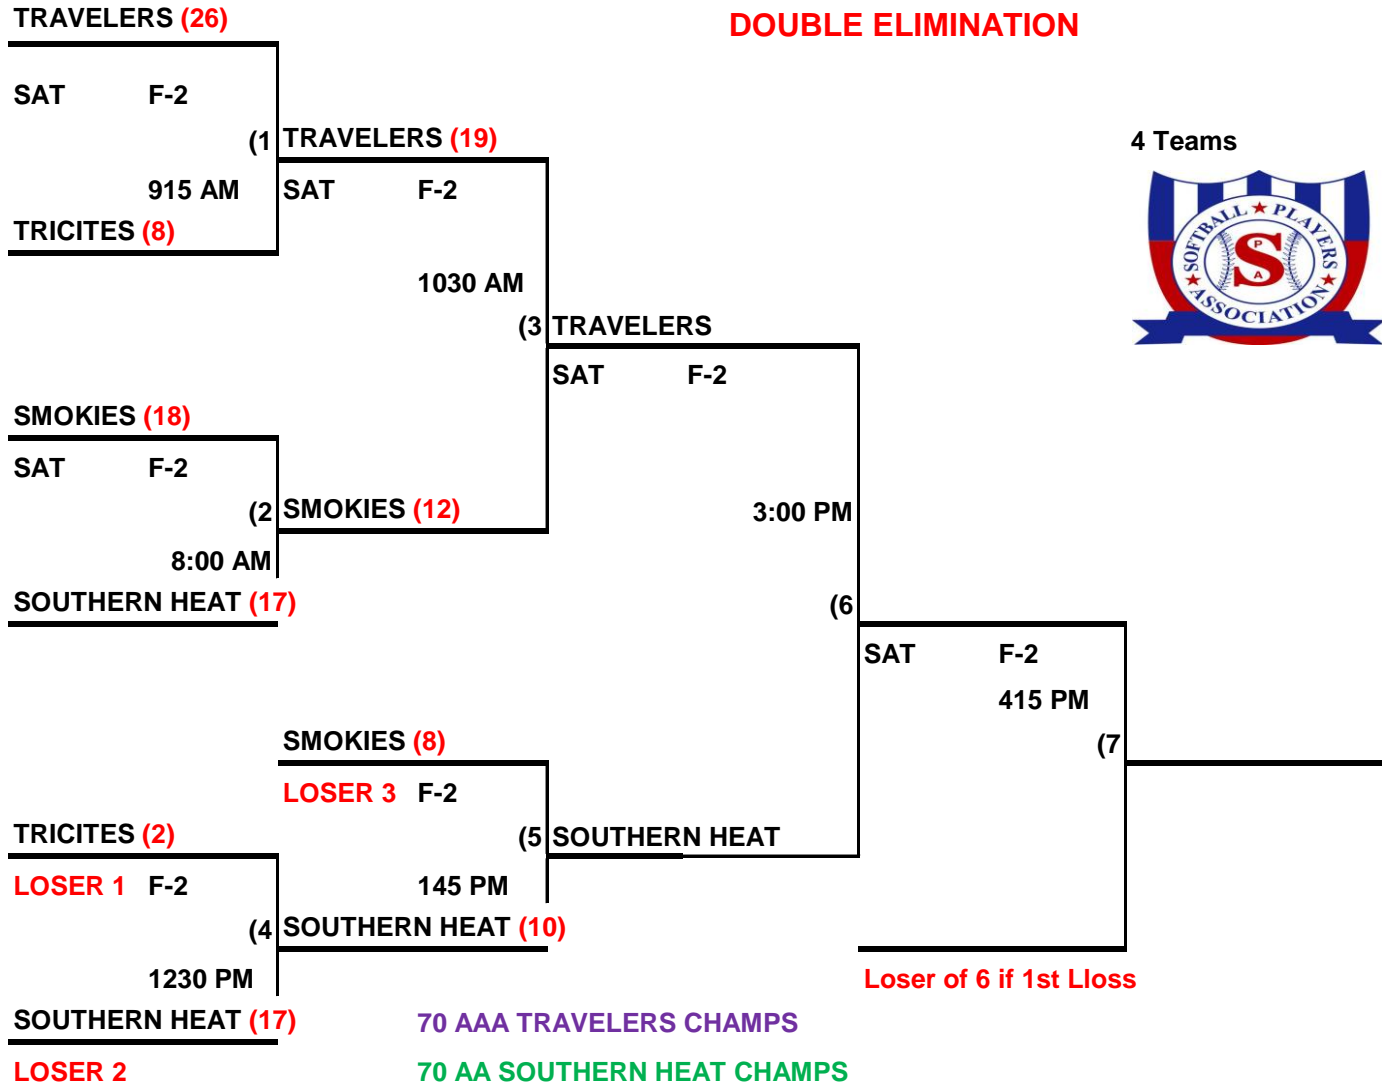 TRAVELERS (26)
DOUBLE ELIMINATION
SAT F-2
(1 TRAVELERS (19)
4 Teams
915 AM SAT F-2
TRICITES (8)
SOFTBALL ★ PLAYERS ★ ASSOCIATION ★
P
S
A
1030 AM
(3 TRAVELERS
SAT F-2
SMOKIES (18)
SAT F-2
(2 SMOKIES (12)
3:00 PM
8:00 AM
SOUTHERN HEAT (17)
(6
SAT F-2
415 PM
SMOKIES (8)
(7
LOSER 3 F-2
TRICITES (2)
(5 SOUTHERN HEAT
LOSER 1 F-2
145 PM
(4 SOUTHERN HEAT (10)
1230 PM
Loser of 6 if 1st Lloss
SOUTHERN HEAT (17)
70 AAA TRAVELERS CHAMPS
LOSER 2
70 AA SOUTHERN HEAT CHAMPS